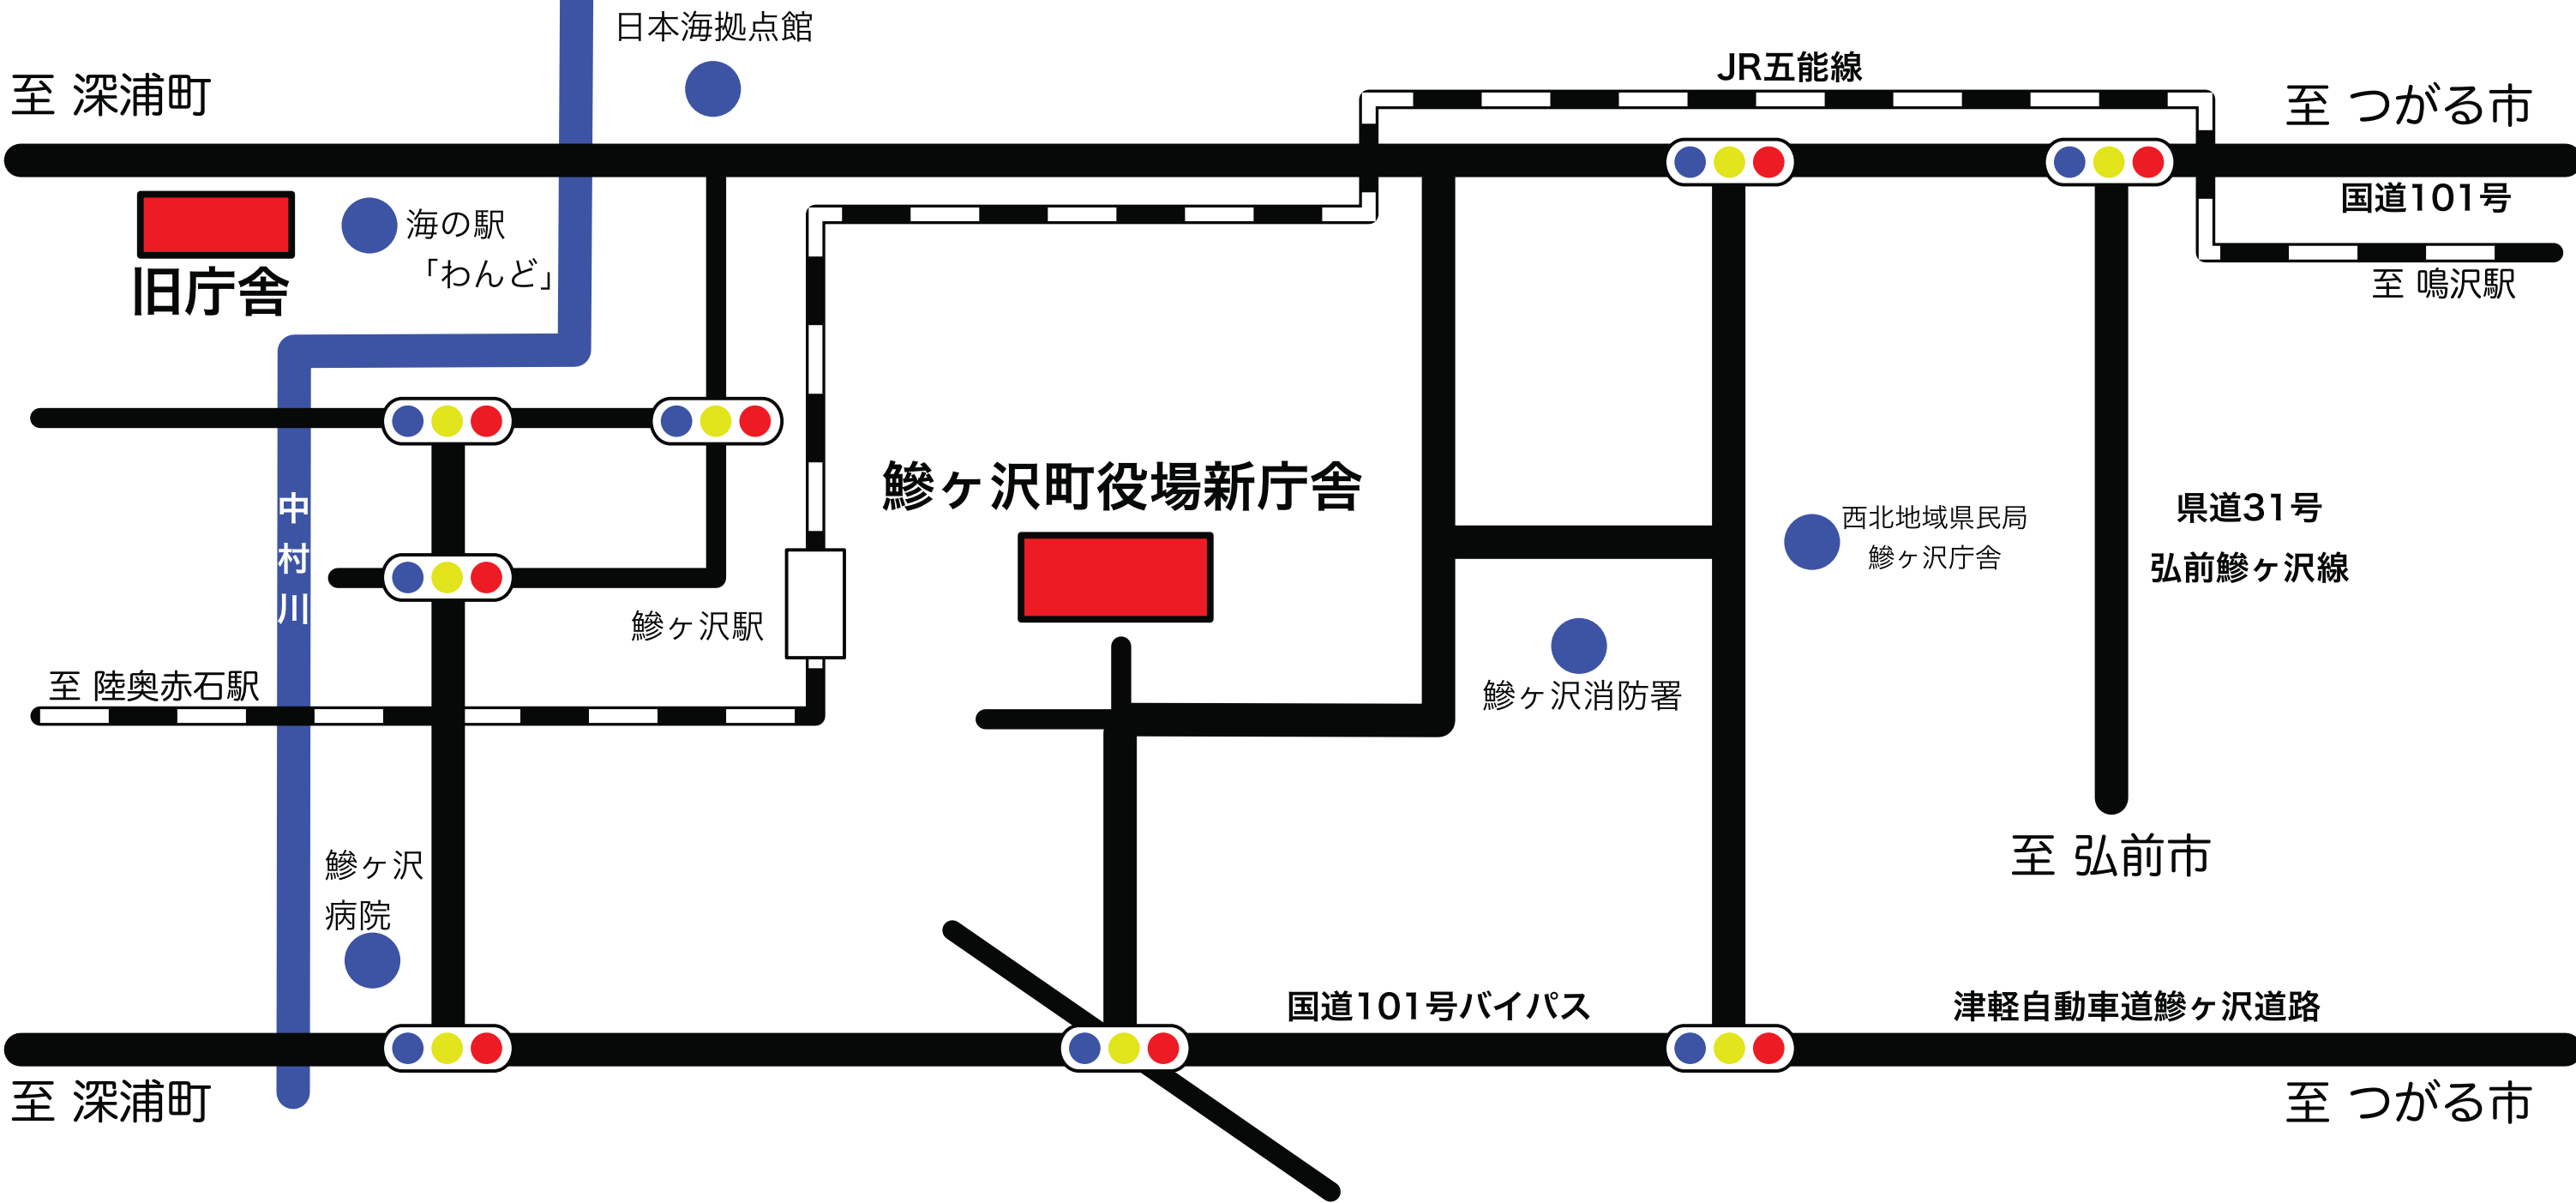 日本海拠点館
JR五能線
至 深浦町
至 つがる市
国道101号
海の駅
「わんど」
旧庁舎
至 鳴沢駅
鰺ヶ沢町役場新庁舎
中村川
県道31号
弘前鰺ヶ沢線
西北地域県民局
鰺ヶ沢庁舎
鰺ヶ沢駅
至 陸奥赤石駅
鰺ヶ沢消防署
至 弘前市
鰺ヶ沢
病院
国道101号バイパス
津軽自動車道鰺ヶ沢道路
至 深浦町
至 つがる市